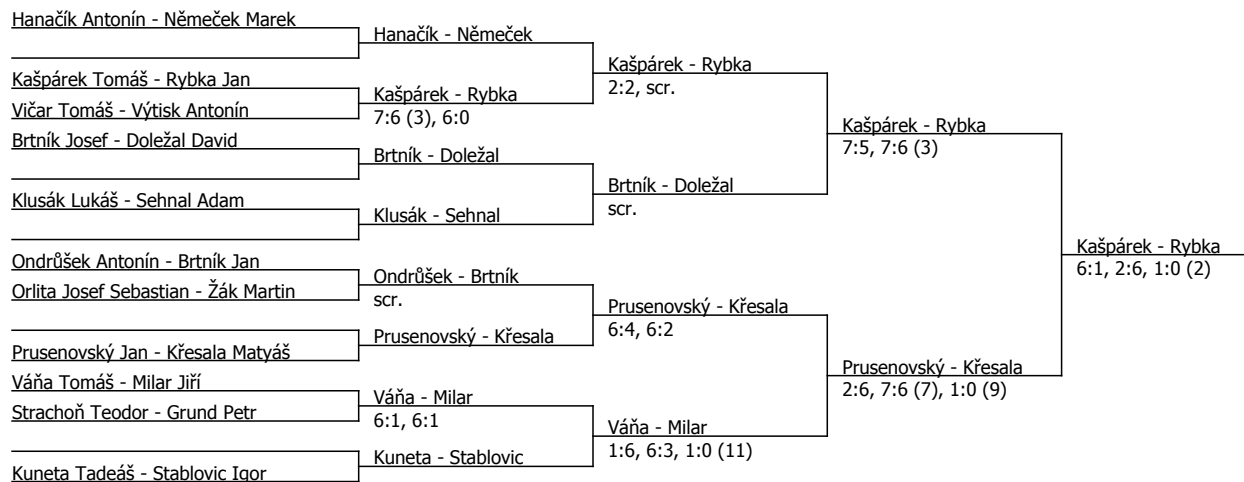 Hanačík Antonín - Němeček Marek
Kašpárek Tomáš - Rybka Jan
Vičar Tomáš - Výtisk Antonín
Brtník Josef - Doležal David
Klusák Lukáš - Sehnal Adam
Ondrůšek Antonín - Brtník Jan
Orlita Josef Sebastian - Žák Martin
Prusenovský Jan - Křesala Matyáš
Váňa Tomáš - Milar Jiří
Strachoň Teodor - Grund Petr
Kuneta Tadeáš - Stablovic Igor
Hanačík - Němeček
Kašpárek - Rybka
7:6 (3), 6:0
Brtník - Doležal
Klusák - Sehnal
Ondrůšek - Brtník
scr.
Prusenovský - Křesala
Váňa - Milar
6:1, 6:1
Kuneta - Stablovic
Kašpárek - Rybka
2:2, scr.
Brtník - Doležal
scr.
Prusenovský - Křesala
6:4, 6:2
Váňa - Milar
1:6, 6:3, 1:0 (11)
Kašpárek - Rybka
7:5, 7:6 (3)
Prusenovský - Křesala
2:6, 7:6 (7), 1:0 (9)
Kašpárek - Rybka
6:1, 2:6, 1:0 (2)